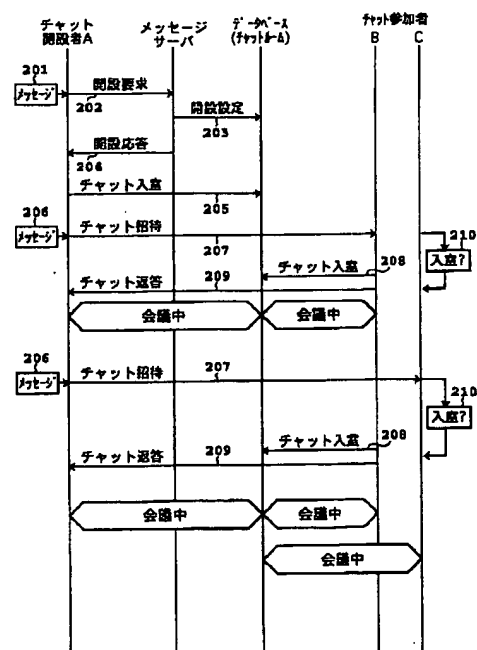 チャット
開設者A
メッセージ
サーバ
データベース
(チャットルーム)
チャット参加者
B C
201
メッセージ
開設要求
202
開設設定
203
開設応答
204
チャット入室
205
206
メッセージ
チャット招待
207
210
入室?
チャット入室
208
チャット返答
209
会議中
会議中
206
メッセージ
チャット招待
207
210
入室?
チャット入室
208
チャット返答
209
会議中
会議中
会議中